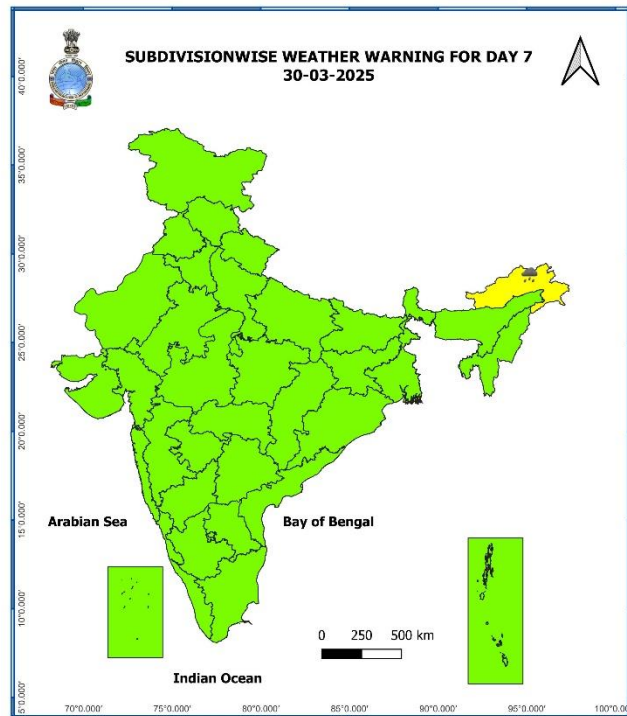 SUBDIVISIONWISE WEATHER WARNING FOR DAY 7
30-03-2025
40°0.000'
35°0.000'
30°0.000'
25°0.000'
20°0.000'
15°0.000'
10°0.000'
5°0.000'
Arabian Sea
Bay of Bengal
0 250 500 km
Indian Ocean
70°0.000' 75°0.000' 80°0.000' 85°0.000' 90°0.000' 95°0.000' 100°0.00